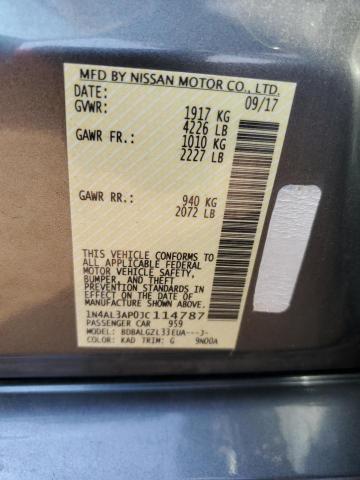 MFD BY NISSAN MOTOR CO., LTD.
DATE: 09/17
GVWR: 1917 KG
4226 LB
GAWR FR.: 1010 KG
2227 LB
GAWR RR.: 940 KG
2072 LB
THIS VEHICLE CONFORMS TO
ALL APPLICABLE FEDERAL
MOTOR VEHICLE SAFETY,
BUMPER, AND THEFT
PREVENTION STANDARDS IN
EFFECT ON THE DATE OF
MANUFACTURE SHOWN ABOVE.
1N4AL3AP0JC114787
PASSENGER CAR 959
MODEL: BDBALGZL33EUA---J-
COLOR: KAD TRIM: G 9N00A